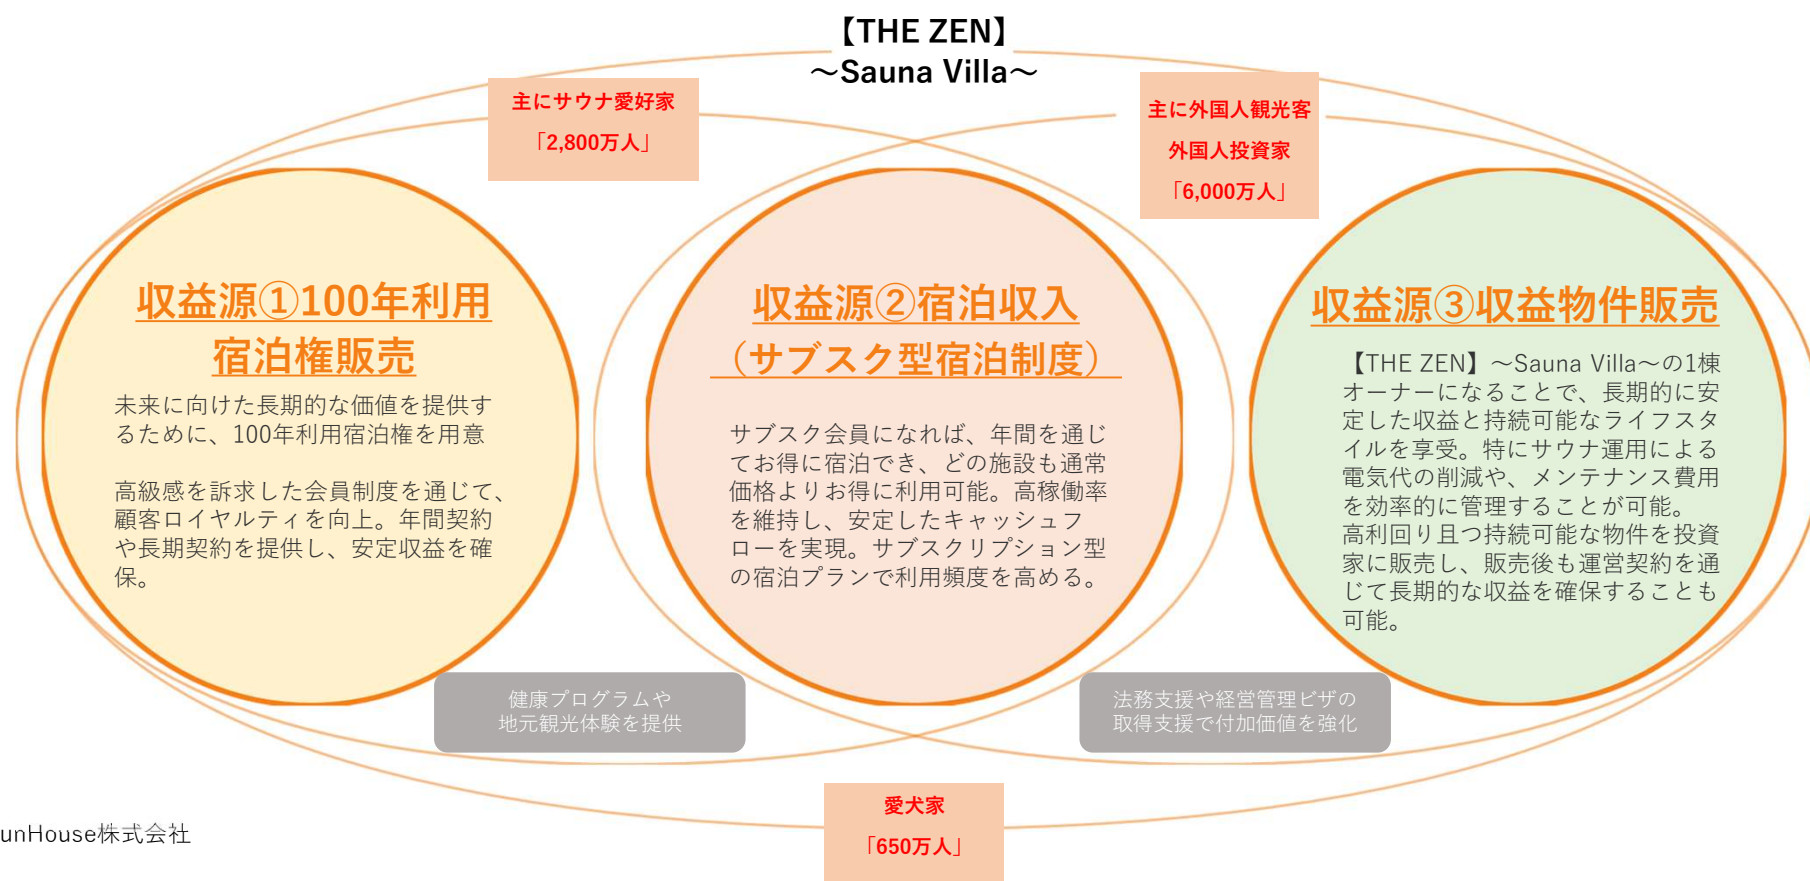 【THE ZEN】
～Sauna Villa～
主にサウナ愛好家
「2,800万人」
主に外国人観光客
外国人投資家
「6,000万人」
収益源①100年利用
宿泊権販売
未来に向けた長期的な価値を提供す
るために、100年利用宿泊権を用意
高級感を訴求した会員制度を通じて、
顧客ロイヤルティを向上。年間契約
や長期契約を提供し、安定収益を確
保。
収益源②宿泊収入
（サブスク型宿泊制度）
サブスク会員になれば、年間を通じ
てお得に宿泊でき、どの施設も通常
価格よりお得に利用可能。高稼働率
を維持し、安定したキャッシュフ
ローを実現。サブスクリプション型
の宿泊プランで利用頻度を高める。
収益源③収益物件販売
【THE ZEN】～Sauna Villa～の1棟
オーナーになることで、長期的に安
定した収益と持続可能なライフスタ
イルを享受。特にサウナ運用による
電気代の削減や、メンテナンス費用
を効率的に管理することが可能。
高利回り且つ持続可能な物件を投資
家に販売し、販売後も運営契約を通
じて長期的な収益を確保することも
可能。
健康プログラムや
地元観光体験を提供
法務支援や経営管理ビザの
取得支援で付加価値を強化
愛犬家
「650万人」
unHouse株式会社